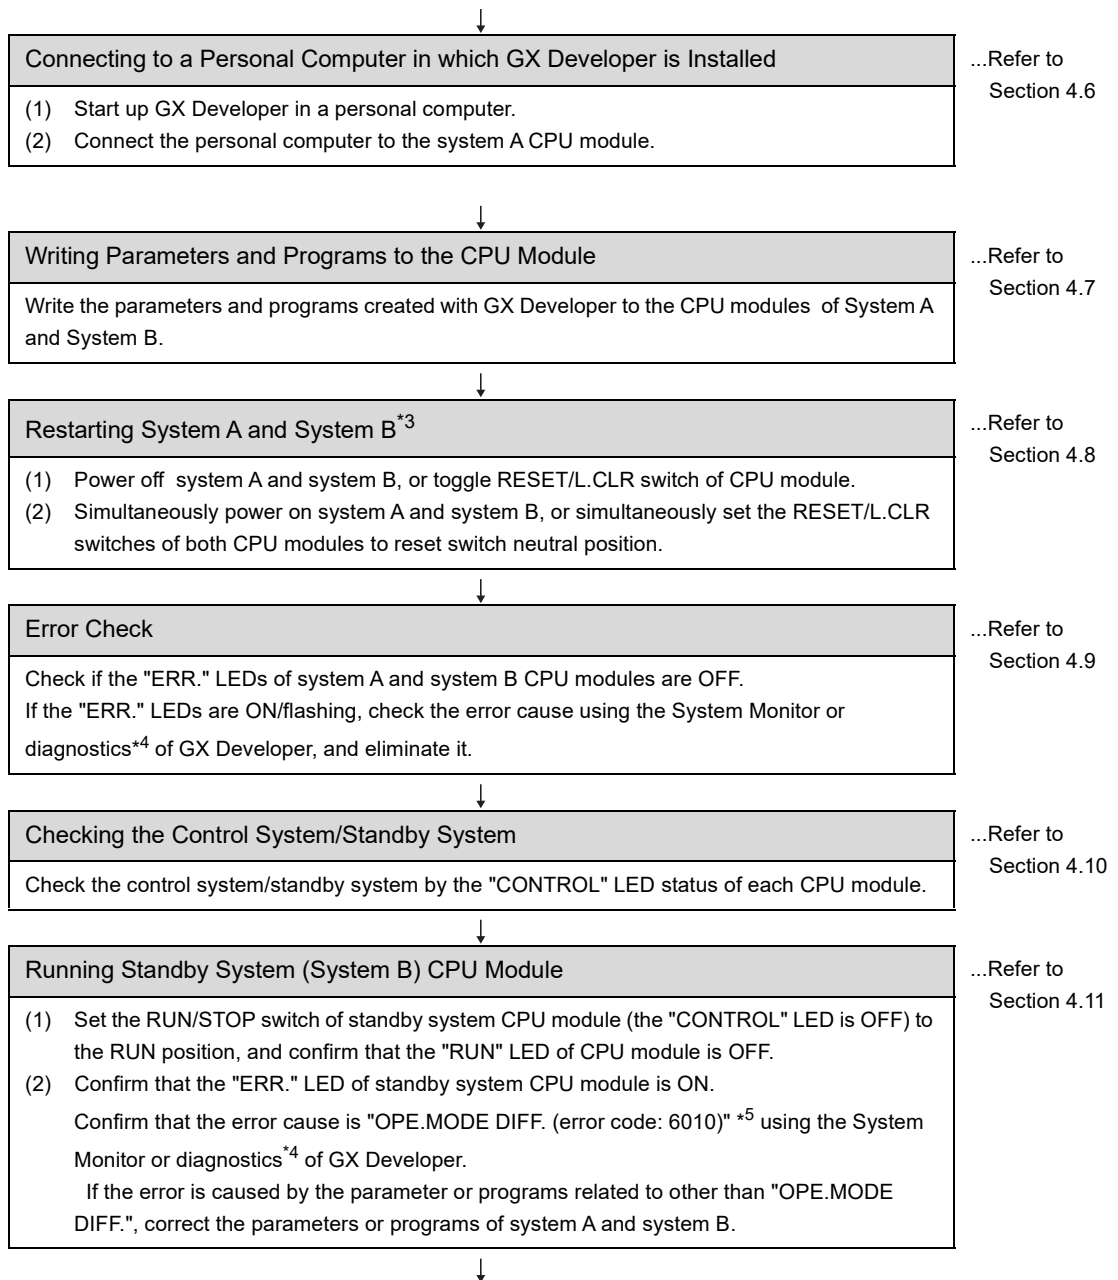 Connecting to a Personal Computer in which GX Developer is Installed
...Refer to
Section 4.6
(1) Start up GX Developer in a personal computer.
(2) Connect the personal computer to the system A CPU module.
Writing Parameters and Programs to the CPU Module
...Refer to
Section 4.7
Write the parameters and programs created with GX Developer to the CPU modules of System A
and System B.
Restarting System A and System B*3
...Refer to
Section 4.8
(1) Power off system A and system B, or toggle RESET/L.CLR switch of CPU module.
(2) Simultaneously power on system A and system B, or simultaneously set the RESET/L.CLR
switches of both CPU modules to reset switch neutral position.
Error Check
...Refer to
Section 4.9
Check if the "ERR." LEDs of system A and system B CPU modules are OFF.
If the "ERR." LEDs are ON/flashing, check the error cause using the System Monitor or
diagnostics*4 of GX Developer, and eliminate it.
Checking the Control System/Standby System
...Refer to
Section 4.10
Check the control system/standby system by the "CONTROL" LED status of each CPU module.
Running Standby System (System B) CPU Module
...Refer to
Section 4.11
(1) Set the RUN/STOP switch of standby system CPU module (the "CONTROL" LED is OFF) to
the RUN position, and confirm that the "RUN" LED of CPU module is OFF.
(2) Confirm that the "ERR." LED of standby system CPU module is ON.
Confirm that the error cause is "OPE.MODE DIFF. (error code: 6010)" *5 using the System
Monitor or diagnostics*4 of GX Developer.
If the error is caused by the parameter or programs related to other than "OPE.MODE
DIFF.", correct the parameters or programs of system A and system B.